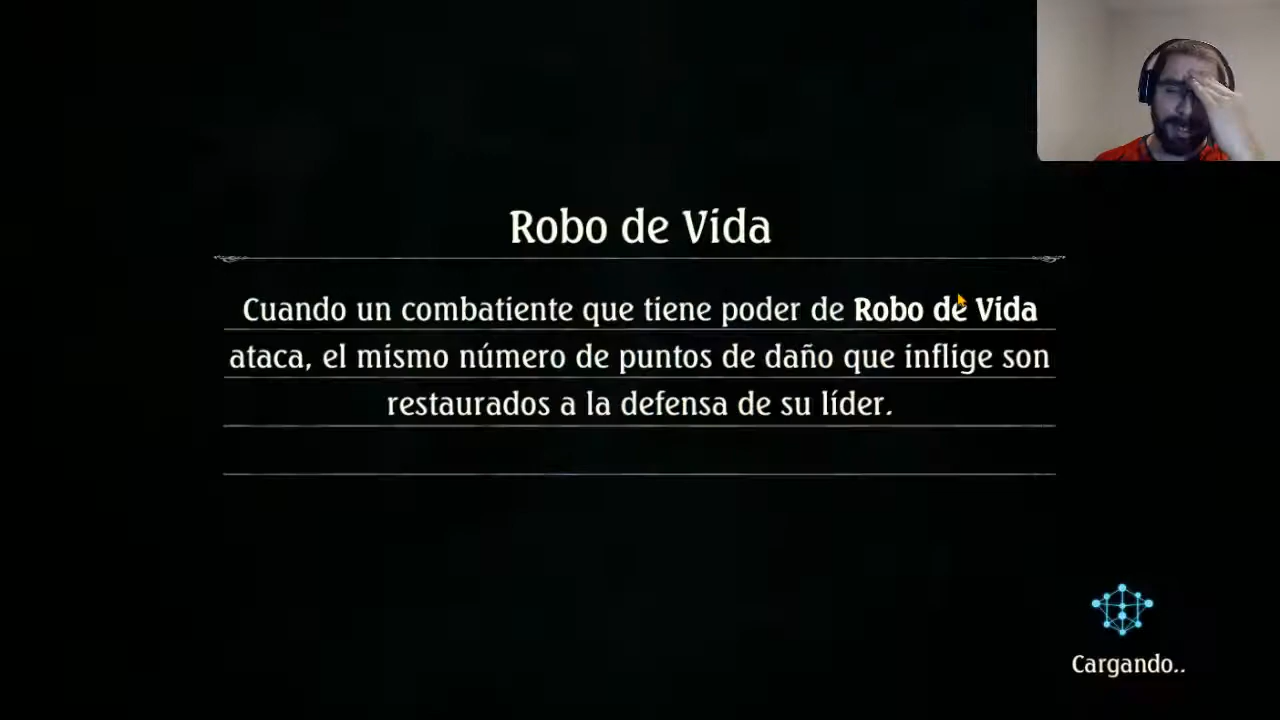 Robo de Vida
Cuando un combatiente que tiene poder de Robo de Vida
ataca, el mismo número de puntos de daño que inflige son
restaurados a la defensa de su líder.
Cargando..